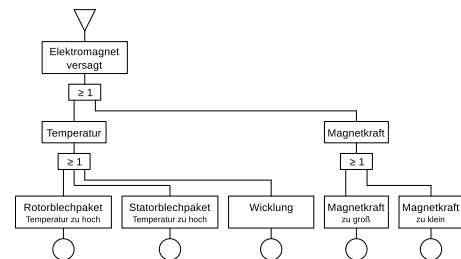 Elektromagnet
versagt
≥ 1
Temperatur
Magnetkraft
≥ 1
≥ 1
Rotorblechpaket
Temperatur zu hoch
Statorblechpaket
Temperatur zu hoch
Wicklung
Magnetkraft
zu groß
Magnetkraft
zu klein